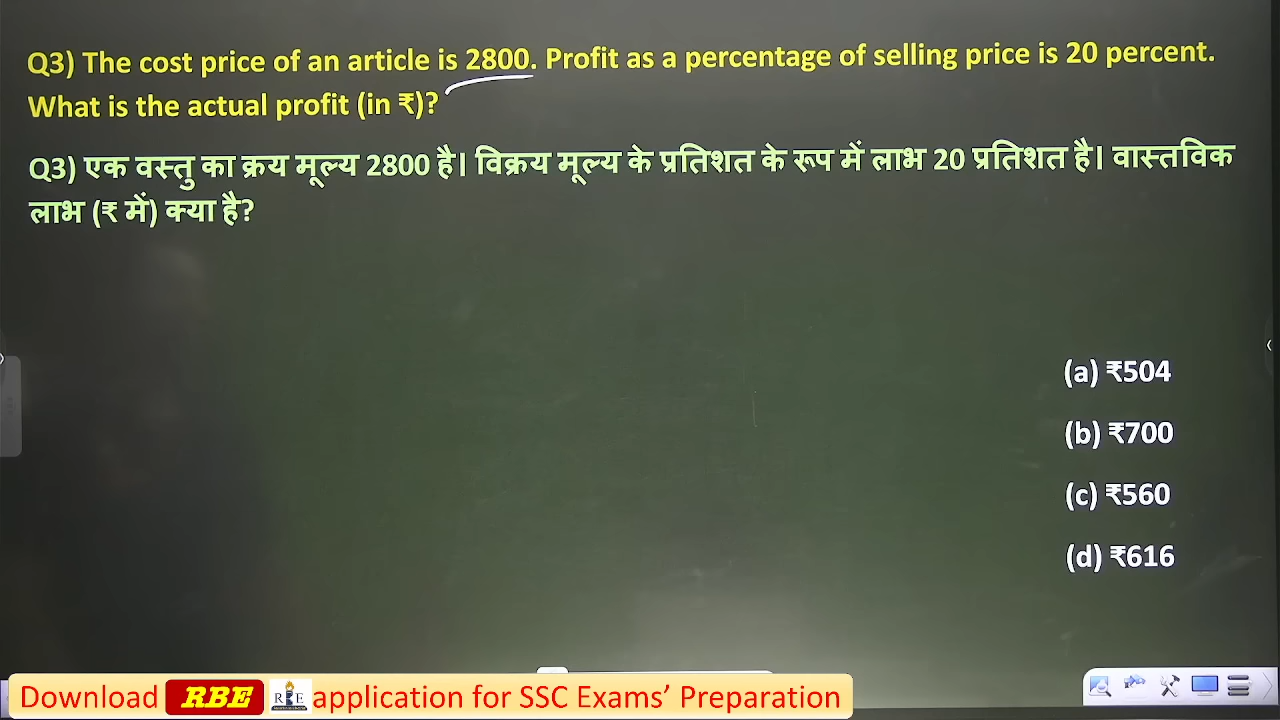 Q3) The cost price of an article is 2800. Profit as a percentage of selling price is 20 percent.
What is the actual profit (in ₹)?
Q3) एक वस्तु का क्रय मूल्य 2800 है। विक्रय मूल्य के प्रतिशत के रूप में लाभ 20 प्रतिशत है। वास्तविक
लाभ (₹ में) क्या है?
(a) ₹504
(b) ₹700
(c) ₹560
(d) ₹616
Download RBE RBE application for SSC Exams’ Preparation